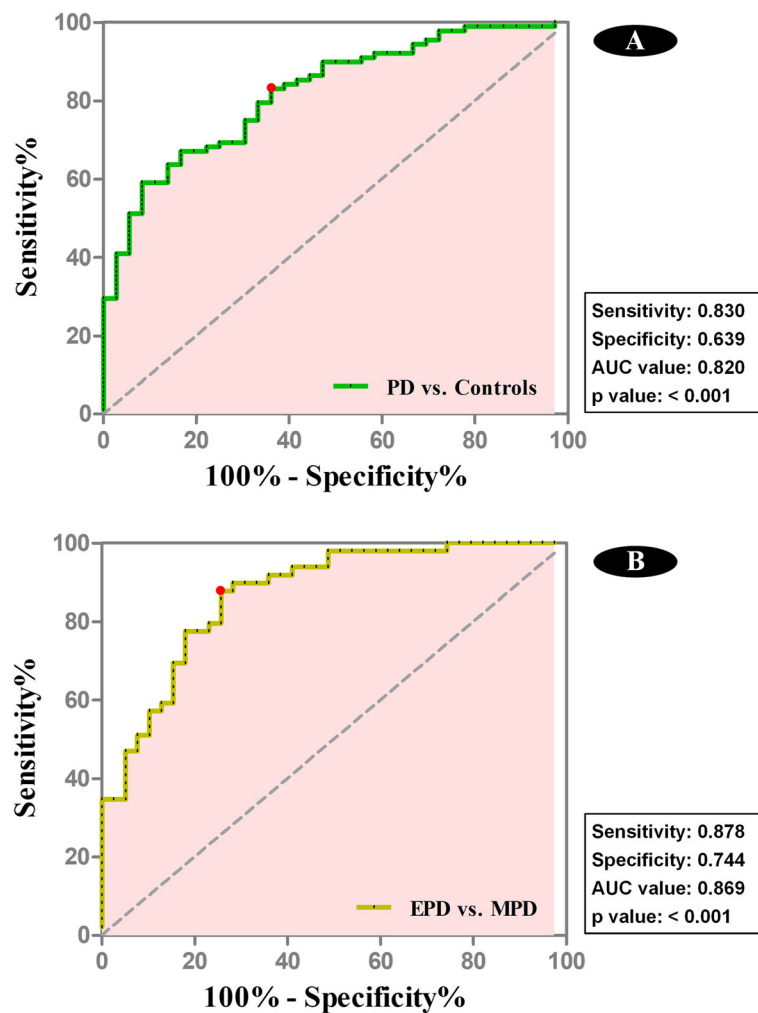 A
100
80
60
40
20
0
Sensitivity%
PD vs. Controls
0 20 40 60 80 100
100% - Specificity%
Sensitivity: 0.830
Specificity: 0.639
AUC value: 0.820
p value: < 0.001
B
100
80
60
40
20
0
Sensitivity%
EPD vs. MPD
0 20 40 60 80 100
100% - Specificity%
Sensitivity: 0.878
Specificity: 0.744
AUC value: 0.869
p value: < 0.001